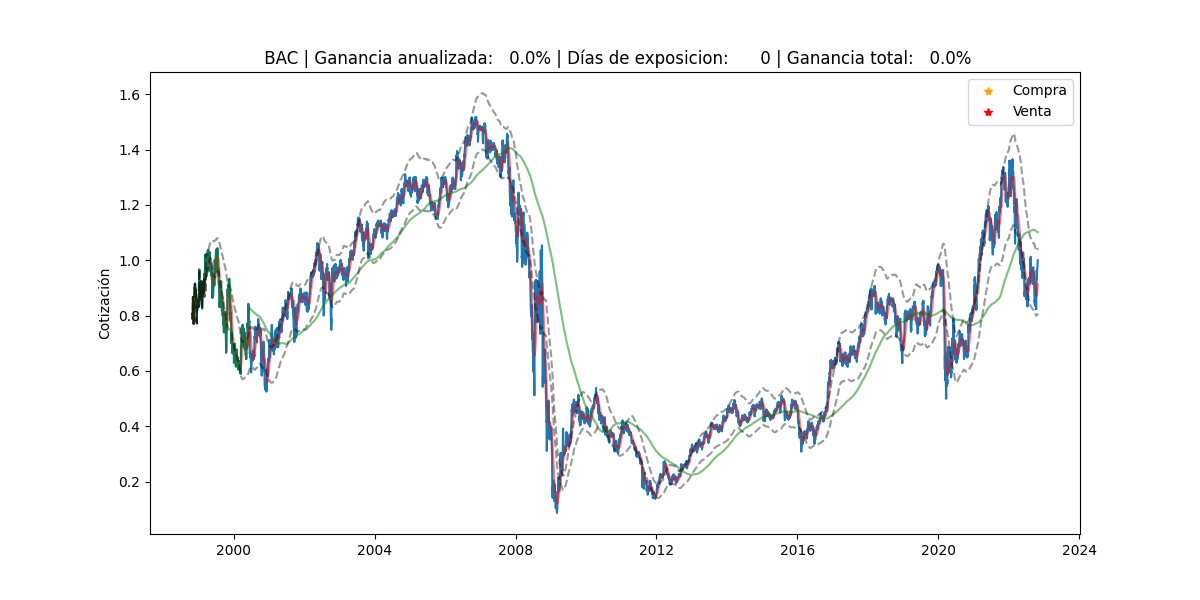 BAC | Ganancia anualizada: 0.0% | Días de exposicion: 0 | Ganancia total: 0.0%
Compra
Venta
Cotización
1.6
1.4
1.2
1.0
0.8
0.6
0.4
0.2
2000 2004 2008 2012 2016 2020 2024